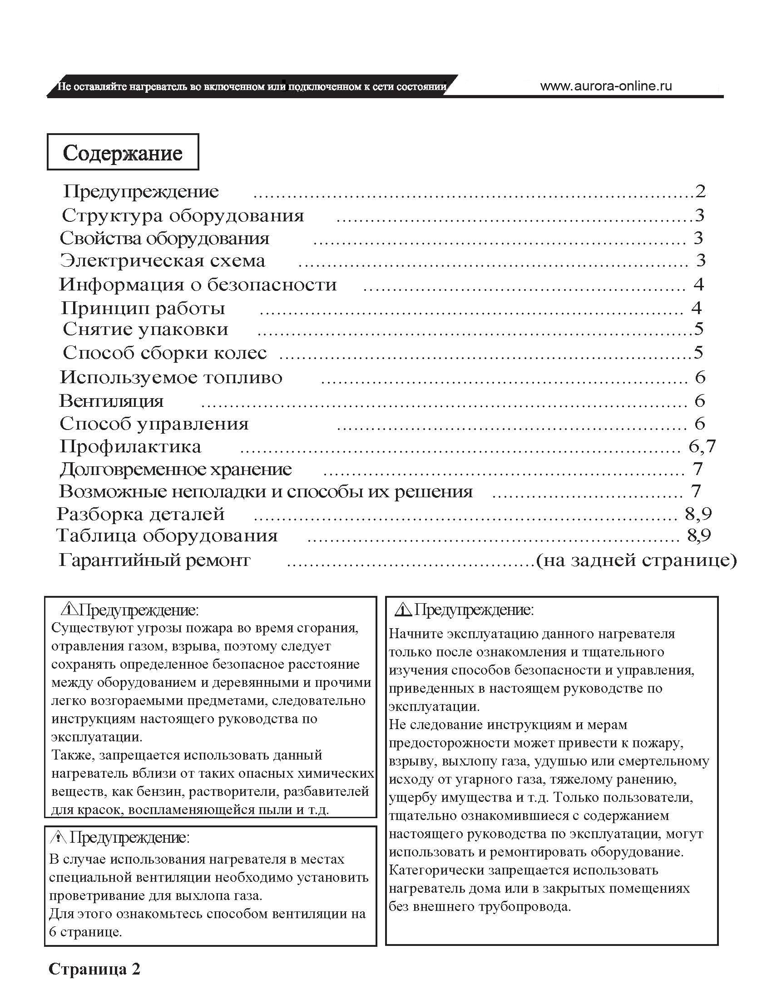 Не оставляйте нагреватель во включенном или подключенном к сети состоянии
www.aurora-online.ru
Содержание
Предупреждение ........................................................2
Структура оборудования ........................................................3
Свойства оборудования ........................................................ 3
Электрическая схема ........................................................ 3
Информация о безопасности ........................................................ 4
Принцип работы ........................................................ 4
Снятие упаковки ........................................................5
Способ сборки колес ........................................................5
Используемое топливо ........................................................ 6
Вентиляция ........................................................ 6
Способ управления ........................................................ 6
Профилактика ........................................................ 6,7
Долговременное хранение ........................................................ 7
Возможные неполадки и способы их решения .................................. 7
Разборка деталей ........................................................ 8,9
Таблица оборудования ........................................................ 8,9
Гарантийный ремонт ............................................(на задней странице)
Предупреждение:
Существуют угрозы пожара во время сгорания,
отравления газом, взрыва, поэтому следует
сохранять определенное безопасное расстояние
между оборудованием и деревянными и прочими
легко возгораемыми предметами, следовательно
инструкциям настоящего руководства по
эксплуатации.
Также, запрещается использовать данный
нагреватель вблизи от таких опасных химических
веществ, как бензин, растворители, разбавителей
для красок, воспламеняющейся пыли и т.д.
Предупреждение:
В случае использования нагревателя в местах
специальной вентиляции необходимо установить
проветривание для выхлопа газа.
Для этого ознакомьтесь способом вентиляции на
6 странице.
Предупреждение:
Начните эксплуатацию данного нагревателя
только после ознакомления и тщательного
изучения способов безопасности и управления,
приведенных в настоящем руководстве по
эксплуатации.
Не следование инструкциям и мерам
предосторожности может привести к пожару,
взрыву, выхлопу газа, удушью или смертельному
исходу от угарного газа, тяжелому ранению,
ущербу имущества и т.д. Только пользователи,
тщательно ознакомившиеся с содержанием
настоящего руководства по эксплуатации, могут
использовать и ремонтировать оборудование.
Категорически запрещается использовать
нагреватель дома или в закрытых помещениях
без внешнего трубопровода.
Страница 2